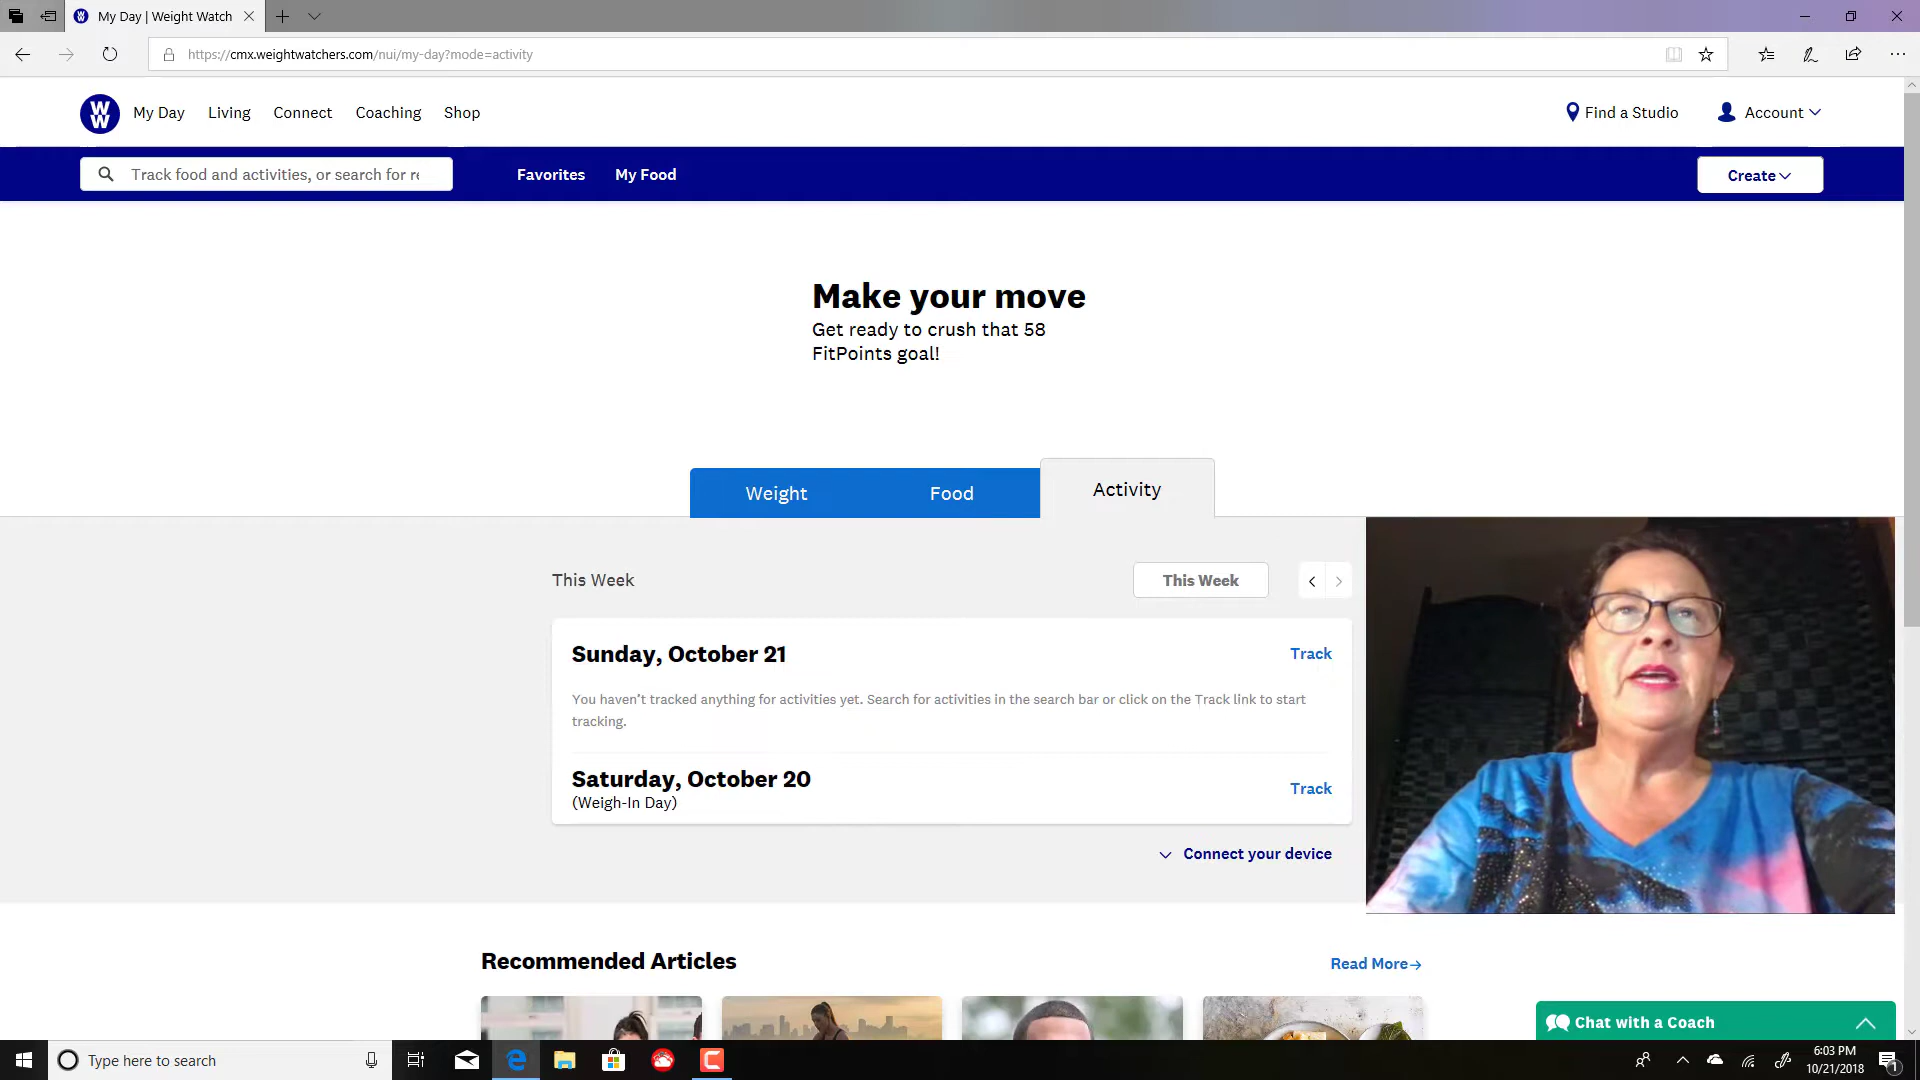 My Day | Weight Watch
https://cmx.weightwatchers.com/nui/my-day?mode=activity
W W
My Day Living Connect Coaching Shop
Find a Studio
Account
Track food and activities, or search for re
Favorites My Food
Create
Make your move
Get ready to crush that 58
FitPoints goal!
Weight Food Activity
This Week
This Week
Sunday, October 21
Track
You haven't tracked anything for activities yet. Search for activities in the search bar or click on the Track link to start
tracking.
Saturday, October 20
(Weigh-In Day)
Track
Connect your device
Recommended Articles
Read More→
Chat with a Coach
Type here to search
6:03 PM
10/21/2018
1